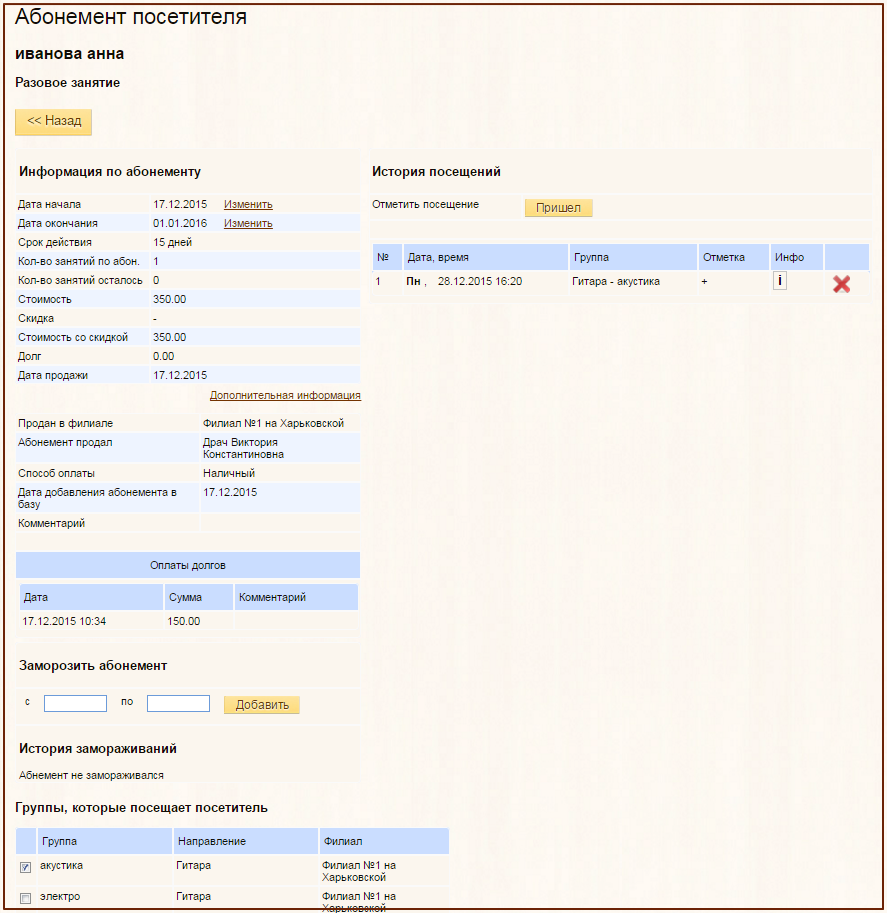 Абонемент посетителя
иванова анна
Разовое занятие
<< Назад
Информация по абонементу
Дата начала 17.12.2015 Изменить
Дата окончания 01.01.2016 Изменить
Срок действия 15 дней
Кол-во занятий по абон. 1
Кол-во занятий осталось 0
Стоимость 350.00
Скидка -
Стоимость со скидкой 350.00
Долг 0.00
Дата продажи 17.12.2015
Дополнительная информация
Продан в филиале Филиал №1 на Харьковской
Абонемент продал Драч Виктория
Константиновна
Способ оплаты Наличный
Дата добавления абонемента в 17.12.2015
базу
Комментарий
Оплаты долгов
Дата Сумма Комментарий
17.12.2015 10:34 150.00
Заморозить абонемент
с по Добавить
История замораживаний
Абнемент не замораживался
История посещений
Отметить посещение Пришел
№ Дата, время Группа Отметка Инфо
1 Пн , 28.12.2015 16:20 Гитара - акустика + i
Группы, которые посещает посетитель
Группа Направление Филиал
акустика Гитара Филиал №1 на
Харьковской
электро Гитара Филиал №1 на
Харьковской